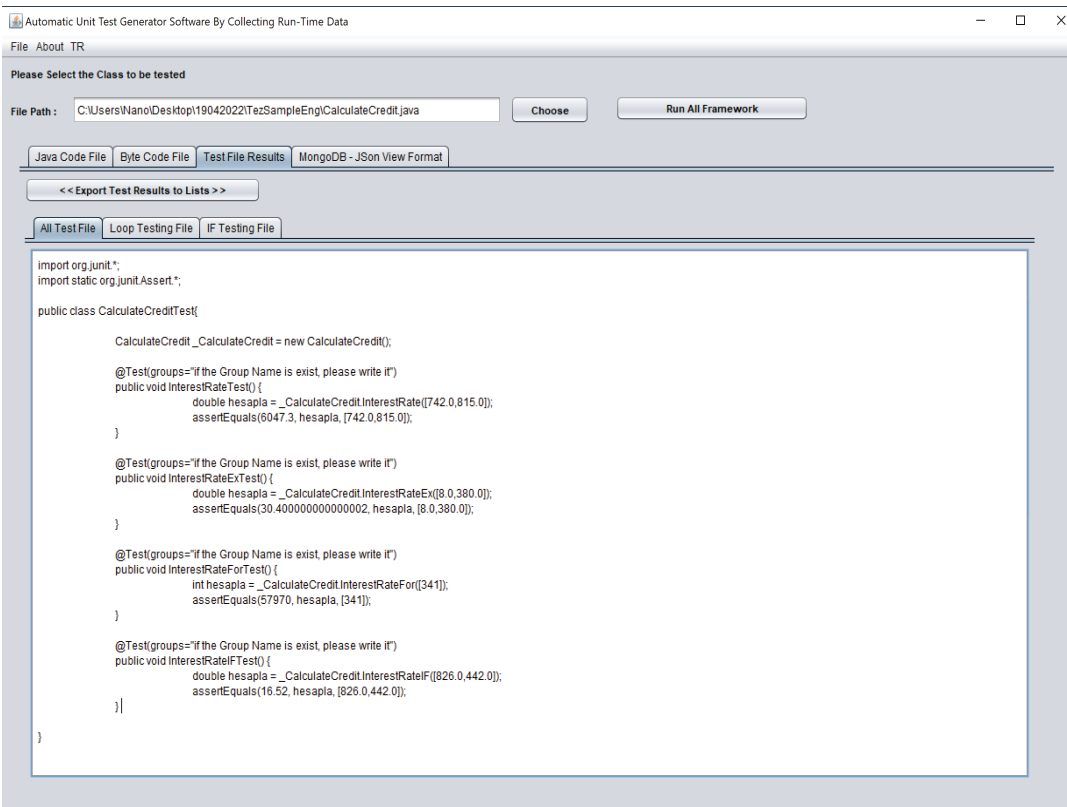 Automatic Unit Test Generator Software By Collecting Run-Time Data
File About TR
Please Select the Class to be tested
File Path : C:\Users\Nano\Desktop\19042022\TezSampleEng\CalculateCredit.java Choose Run All Framework
Java Code File Byte Code File Test File Results MongoDB - JSon View Format
<< Export Test Results to Lists >>
All Test File Loop Testing File IF Testing File
import org.junit.*;
import static org.junit.Assert.*;
public class CalculateCreditTest{
CalculateCredit _CalculateCredit = new CalculateCredit();
@Test(groups="if the Group Name is exist, please write it")
public void InterestRateTest() {
double hesapla = _CalculateCredit.InterestRate([742.0,815.0]);
assertEquals(6047.3, hesapla, [742.0,815.0]);
}
@Test(groups="if the Group Name is exist, please write it")
public void InterestRateExTest() {
double hesapla = _CalculateCredit.InterestRateEx([8.0,380.0]);
assertEquals(30.400000000000002, hesapla, [8.0,380.0]);
}
@Test(groups="if the Group Name is exist, please write it")
public void InterestRateForTest() {
int hesapla = _CalculateCredit.InterestRateFor([341]);
assertEquals(57970, hesapla, [341]);
}
@Test(groups="if the Group Name is exist, please write it")
public void InterestRateIFTest() {
double hesapla = _CalculateCredit.InterestRateIF([826.0,442.0]);
assertEquals(16.52, hesapla, [826.0,442.0]);
}
}